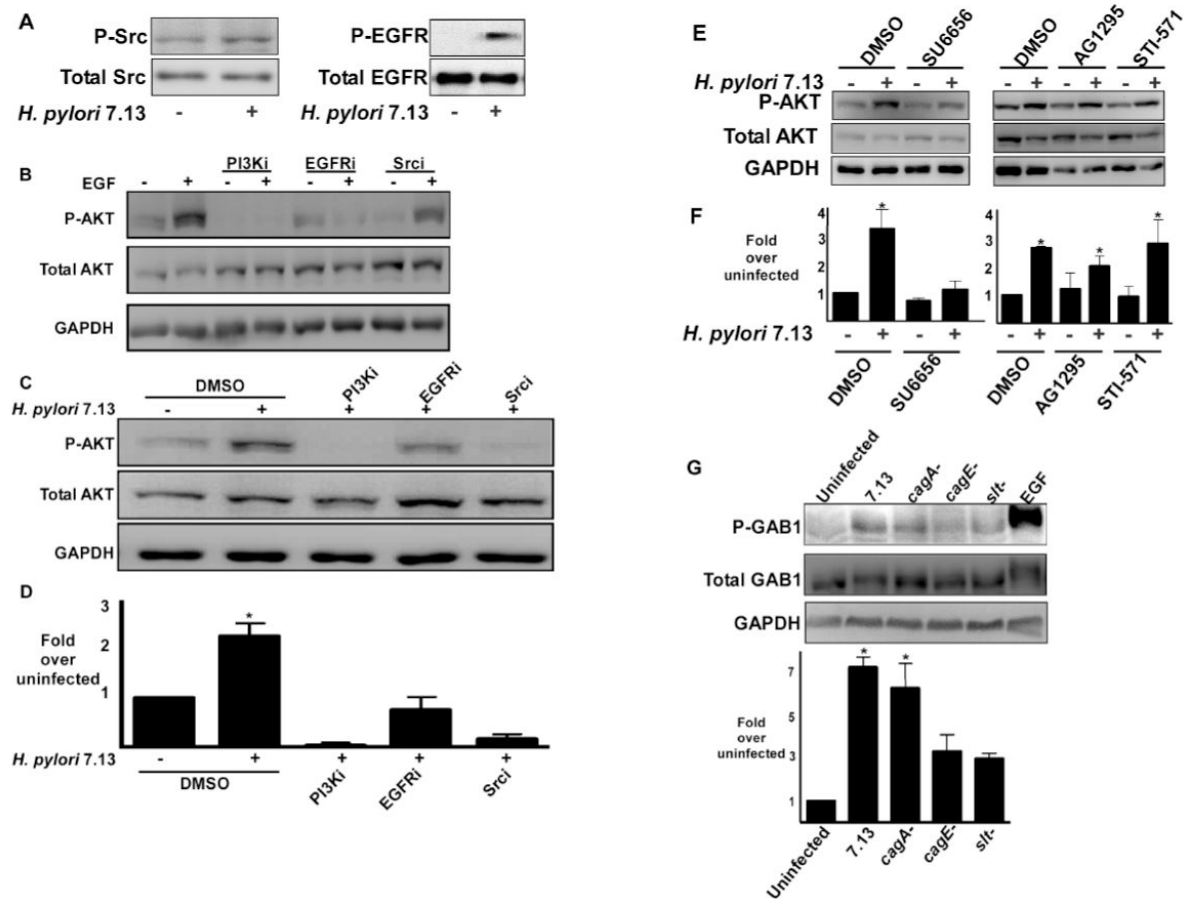 A
P-Src
Total Src
H. pylori 7.13 - +
P-EGFR
Total EGFR
- +
B
PI3Ki EGFRi Srci
EGF - + - + - + - +
P-AKT
Total AKT
GAPDH
C
DMSO PI3Ki EGFRi Srci
H. pylori 7.13 - + + + +
P-AKT
Total AKT
GAPDH
D
3
2
1
Fold
over
uninfected
*
H. pylori 7.13 - + + + +
DMSO PI3Ki EGFRi Srci
E
DMSO SU6656 DMSO AG1295 STI-571
H. pylori 7.13 - + - + - + - + - +
P-AKT
Total AKT
GAPDH
F
Fold
over
uninfected
4
3
2
1
*
4
3
2
1
* * *
H. pylori 7.13 - + - + - + - + - +
DMSO SU6656 DMSO AG1295 STI-571
G
Uninfected 7.13 cagA- cagE- slt- EGF
P-GAB1
Total GAB1
GAPDH
7
5
3
1
Fold
over
uninfected
* *
Uninfected 7.13 cagA- cagE- slt-